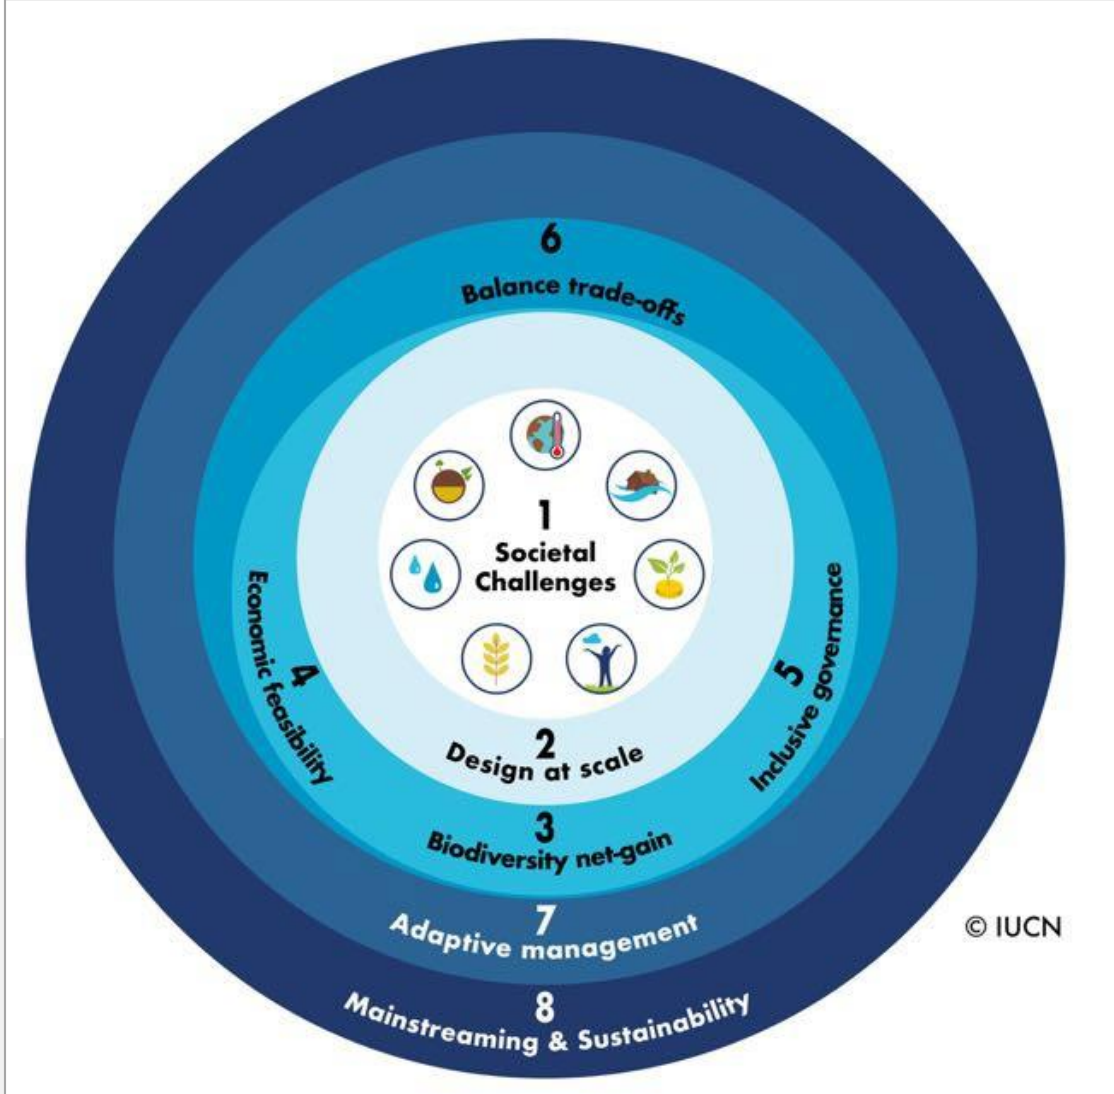 6
Balance trade-offs
1
Societal
Challenges
4
Economic feasibility
5
Inclusive governance
2
Design at scale
3
Biodiversity net-gain
7
Adaptive management
© IUCN
8
Mainstreaming & Sustainability